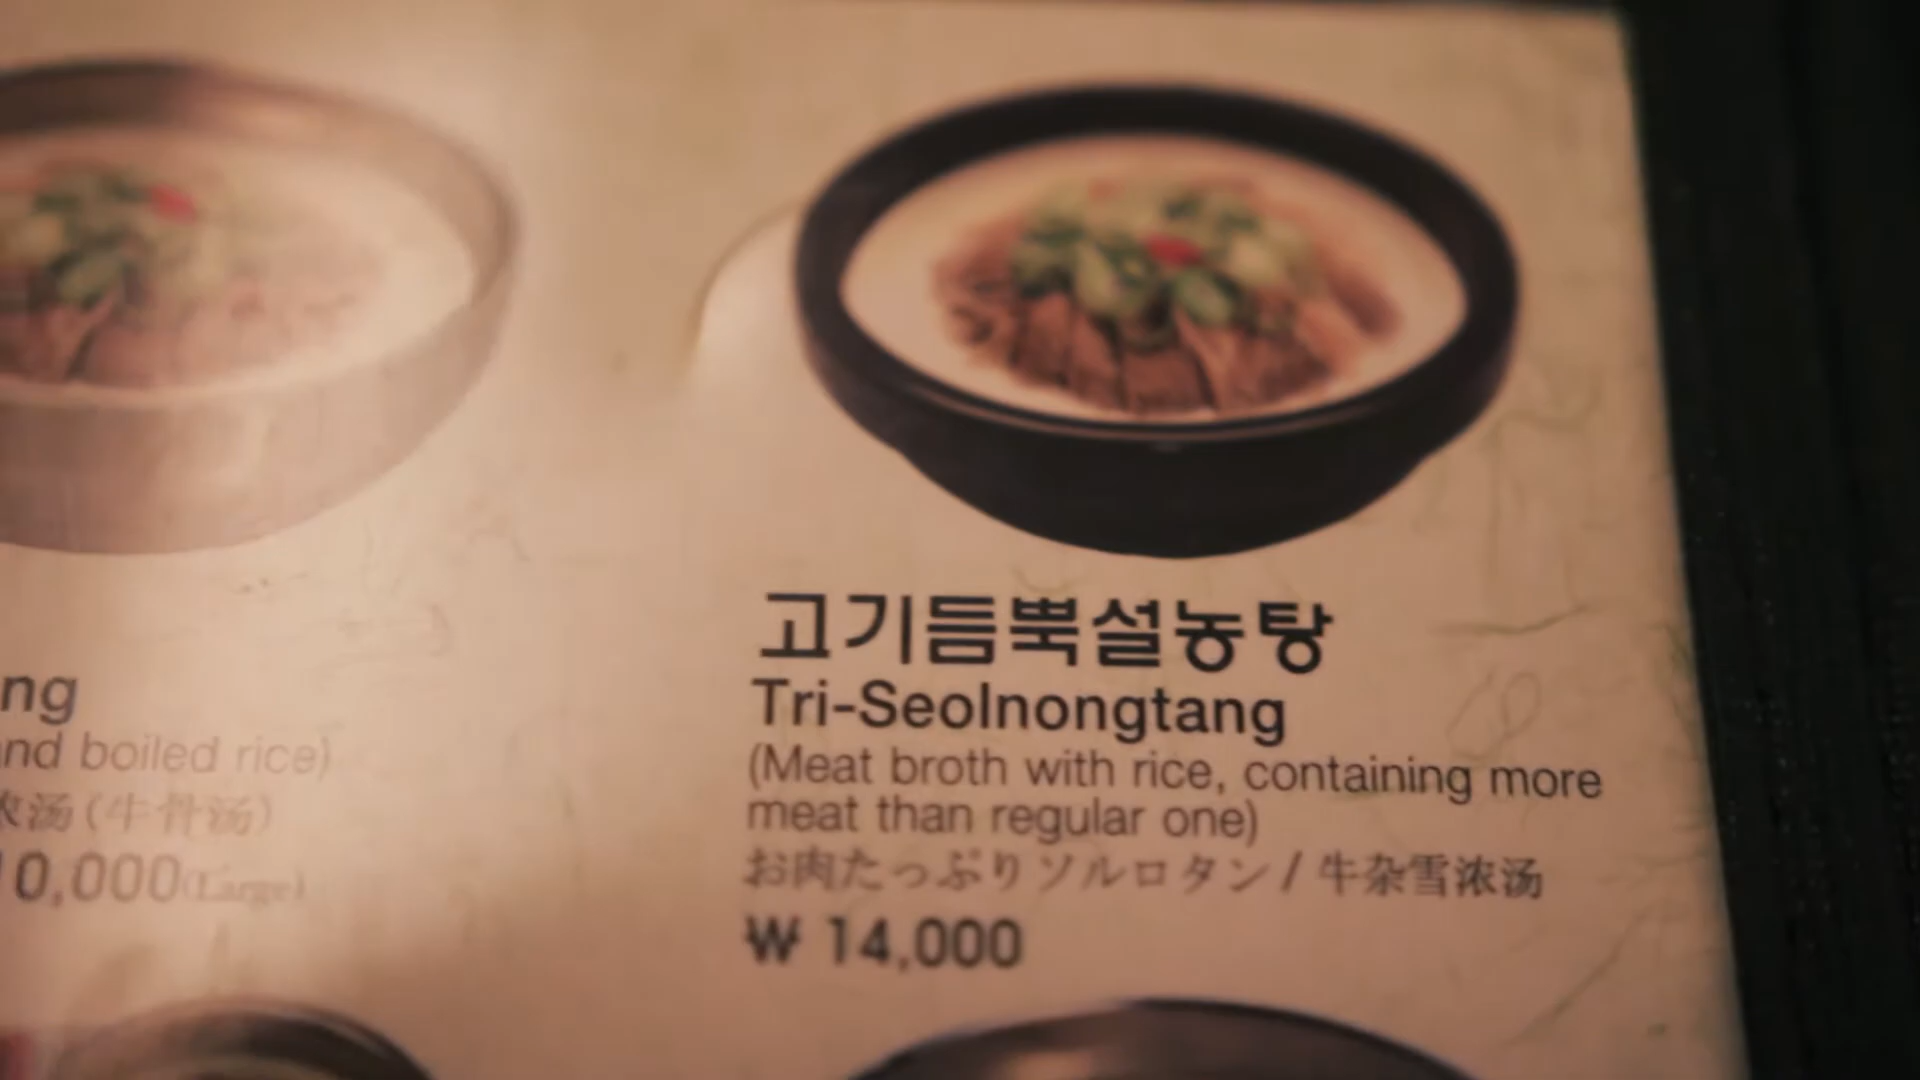 ng
and boiled rice)
浓汤(牛骨汤)
10,000(Large)
고기듬뿍설농탕
Tri-Seolnongtang
(Meat broth with rice, containing more
meat than regular one)
お肉たっぷりソルロタン / 牛杂雪浓汤
₩ 14,000